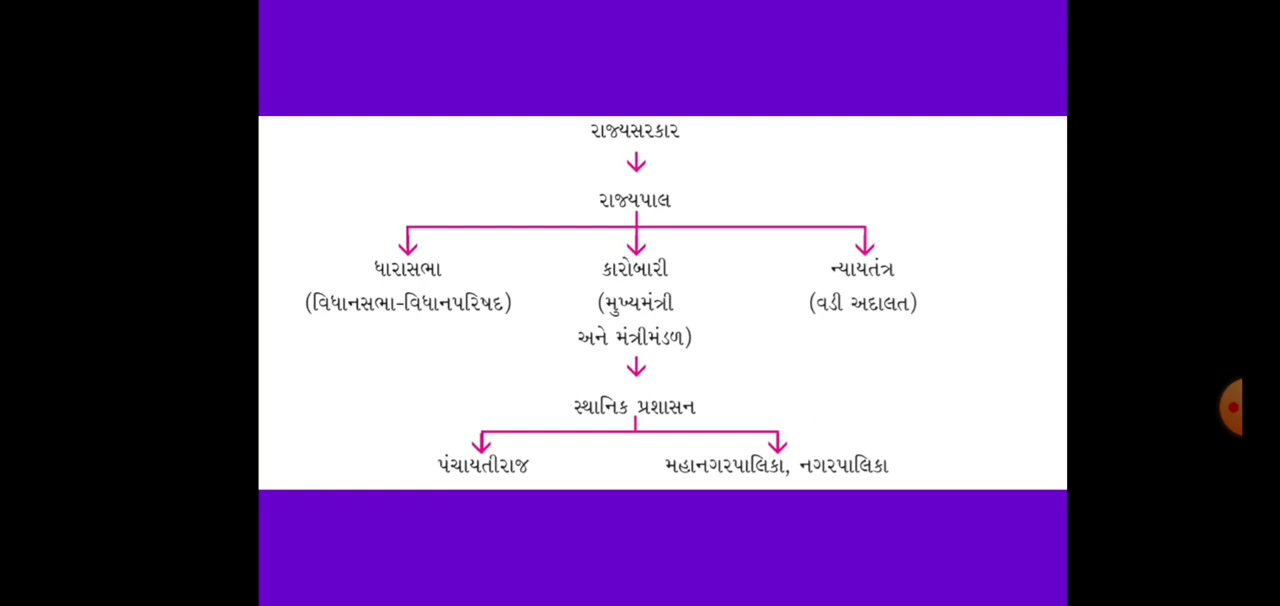 રાજ્યસરકાર
રાજ્યપાલ
ધારાસભા
(વિધાનસભા-વિધાનપરિષદ)
કારોબારી
(મુખ્યમંત્રી
અને મંત્રીમંડળ)
ન્યાયતંત્ર
(વડી અદાલત)
સ્થાનિક પ્રશાસન
પંચાયતીરાજ
મહાનગરપાલિકા, નગરપાલિકા